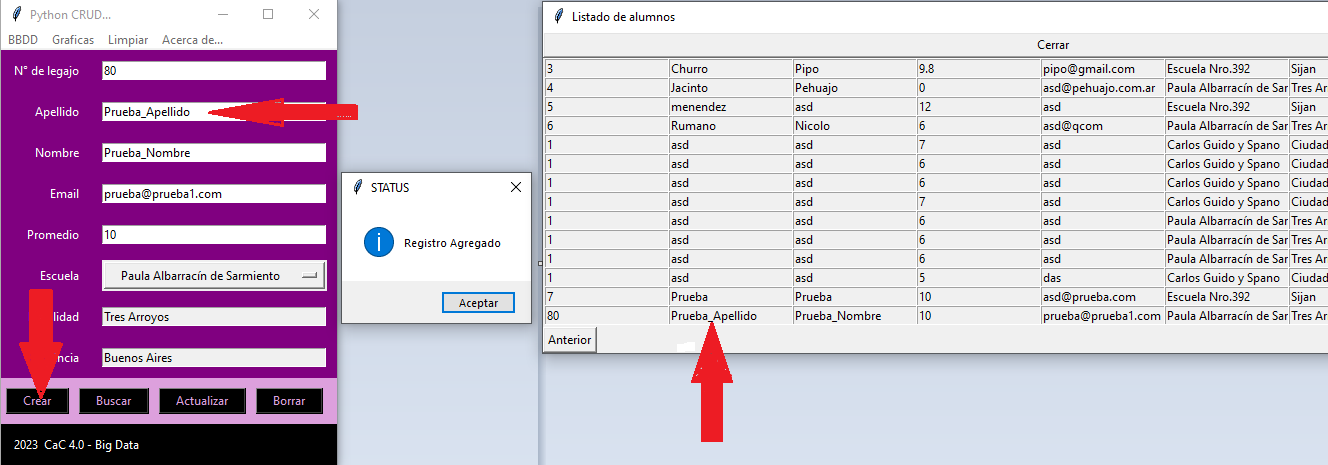 Python CRUD...
BBDD Graficas Limpiar Acerca de...
N° de legajo 80
Apellido Prueba_Apellido
Nombre Prueba_Nombre
Email prueba@prueba1.com
Promedio 10
Escuela Paula Albarracín de Sarmiento
lidad Tres Arroyos
ncia Buenos Aires
Crear Buscar Actualizar Borrar
2023 CaC 4.0 - Big Data
STATUS
Registro Agregado
Aceptar
Listado de alumnos
Cerrar
3 Churro Pipo 9.8 pipo@gmail.com Escuela Nro.392 Sijan
4 Jacinto Pehuajo 0 asd@pehuajo.com.ar Paula Albarracín de Sar Tres Ar
5 menendez asd 12 asd Escuela Nro.392 Sijan
6 Rumano Nicolo 6 asd@qcom Paula Albarracín de Sar Tres Ar
1 asd asd 7 asd Carlos Guido y Spano Ciudad
1 asd asd 6 asd Carlos Guido y Spano Ciudad
1 asd asd 6 asd Carlos Guido y Spano Ciudad
1 asd asd 7 asd Carlos Guido y Spano Ciudad
1 asd asd 6 asd Paula Albarracín de Sar Tres Ar
1 asd asd 6 asd Paula Albarracín de Sar Tres Ar
1 asd asd 6 asd Paula Albarracín de Sar Tres Ar
1 asd asd 5 das Carlos Guido y Spano Ciudad
7 Prueba Prueba 10 asd@prueba.com Escuela Nro.392 Sijan
80 Prueba_Apellido Prueba_Nombre 10 prueba@prueba1.com Paula Albarracín de Sar Tres Ar
Anterior